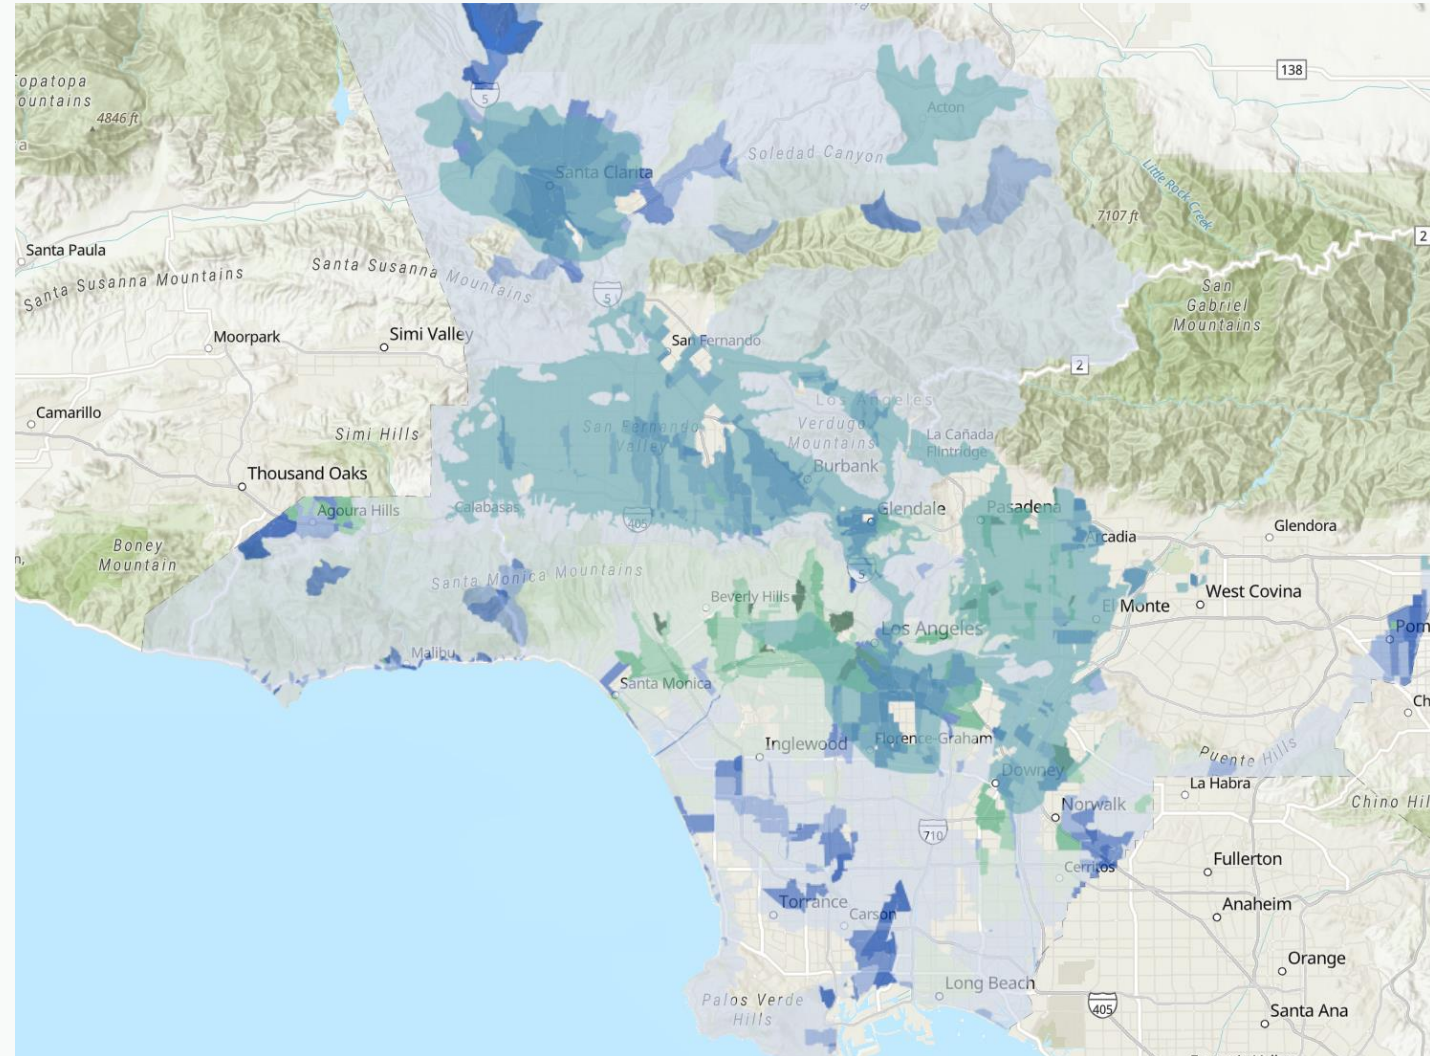 opatopa
ountains
4846 ft
a
138
5
Acton
Soledad Canyon
Santa Clarita
Little Rock Creek
7107 ft
2
Santa Paula
Santa Susanna Mountains
Santa Susanna Mountains
5
San
Gabriel
Mountains
Moorpark
Simi Valley
San Fernando
2
Camarillo
Los Angeles
Simi Hills
San Fernando
Valley
Verdugo
Mountains
La Cañada
Flintridge
Burbank
Thousand Oaks
Calabasas
Agoura Hills
405
Glendale
Pasadena
Arcadia
Glendora
Boney
Mountain
n,
Santa Monica Mountains
5
Beverly Hills
El Monte
West Covina
Los Angeles
Pom
Malibu
Santa Monica
Ch
Inglewood
Florence-Graham
Puente Hills
Downey
La Habra
Norwalk
Chino Hil
710
Cerritos
Fullerton
Torrance
Carson
Anaheim
Orange
Long Beach
Palos Verde
Hills
405
Santa Ana